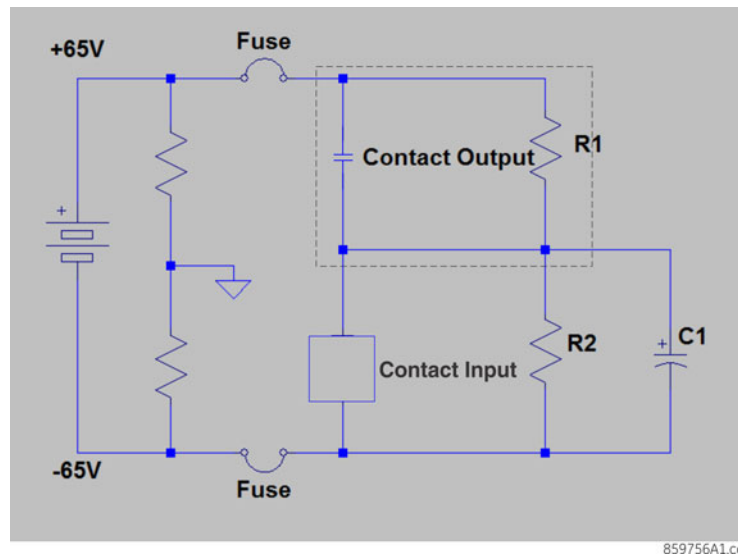 +65V
Fuse
Contact Output
R1
+
Contact Input
R2
+
C1
-65V
Fuse
859756A1.c